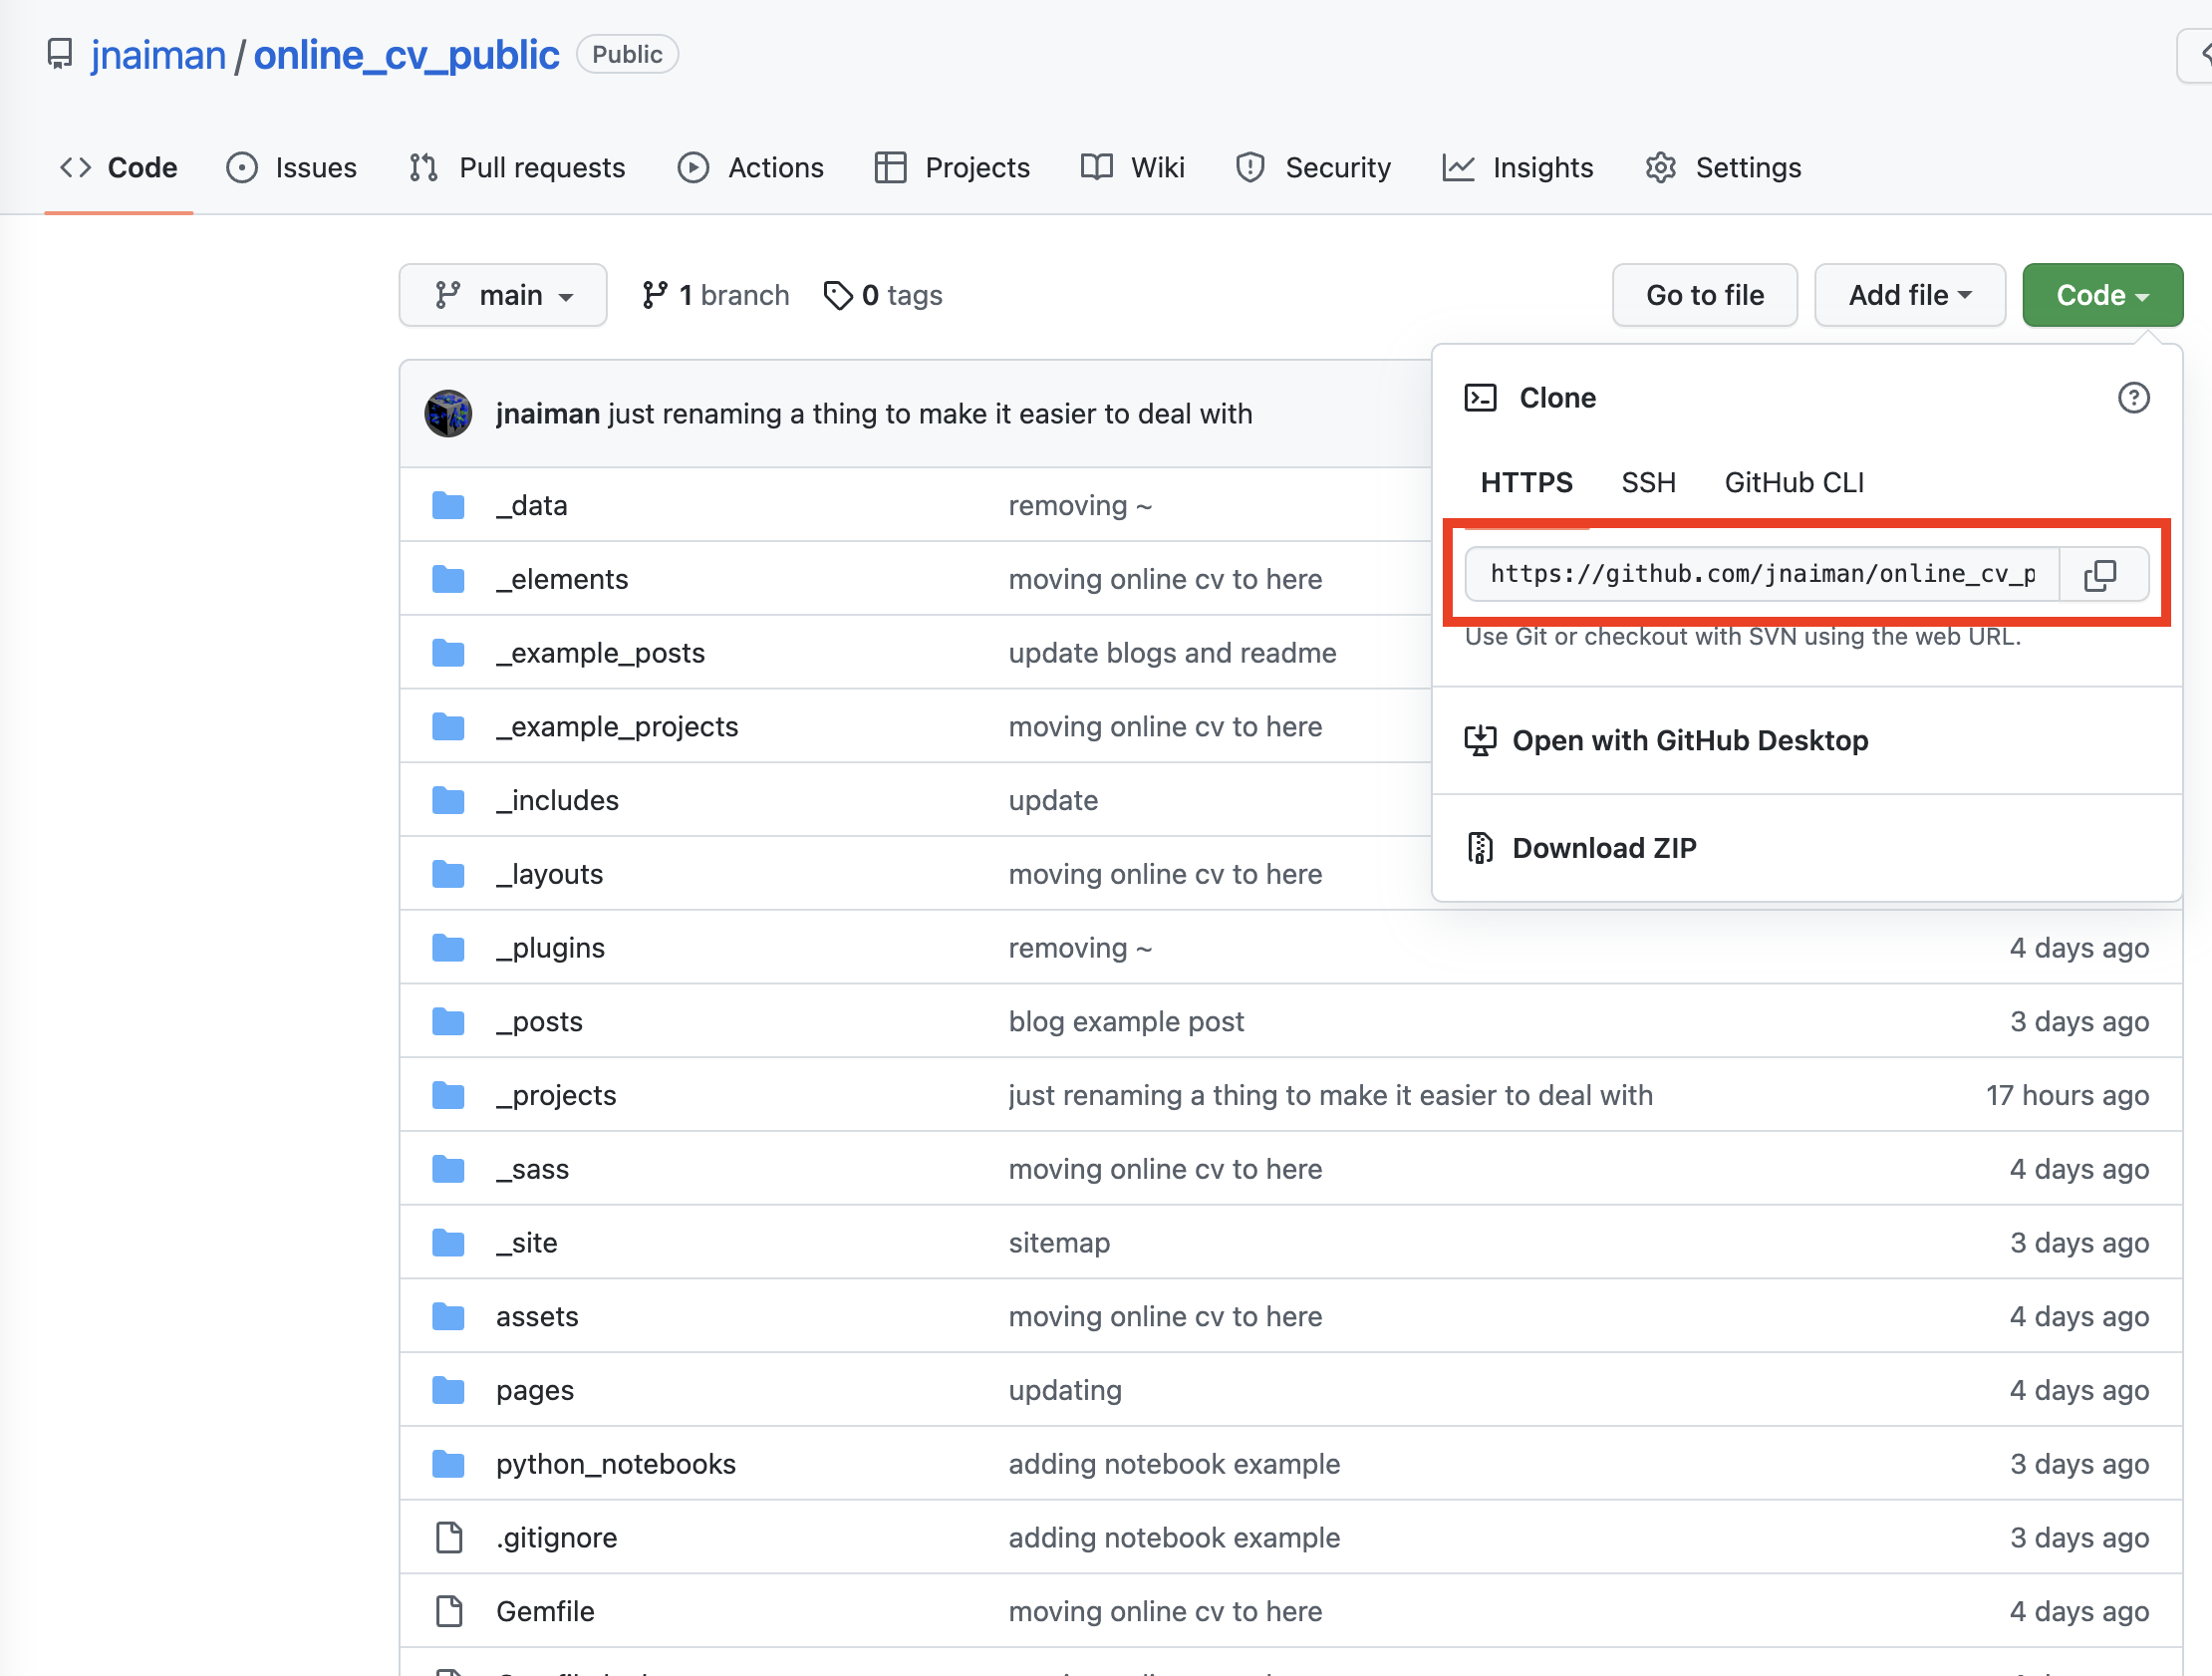 jnaiman / online_cv_public Public
Code Issues Pull requests Actions Projects Wiki Security Insights Settings
main 1 branch 0 tags Go to file Add file Code
jnaiman just renaming a thing to make it easier to deal with
Clone
HTTPS SSH GitHub CLI
https://github.com/jnaiman/online_cv_p
Use Git or checkout with SVN using the web URL.
Open with GitHub Desktop
Download ZIP
_data removing ~
_elements moving online cv to here
_example_posts update blogs and readme
_example_projects moving online cv to here
_includes update
_layouts moving online cv to here
_plugins removing ~ 4 days ago
_posts blog example post 3 days ago
_projects just renaming a thing to make it easier to deal with 17 hours ago
_sass moving online cv to here 4 days ago
_site sitemap 3 days ago
assets moving online cv to here 4 days ago
pages updating 4 days ago
python_notebooks adding notebook example 3 days ago
.gitignore adding notebook example 3 days ago
Gemfile moving online cv to here 4 days ago